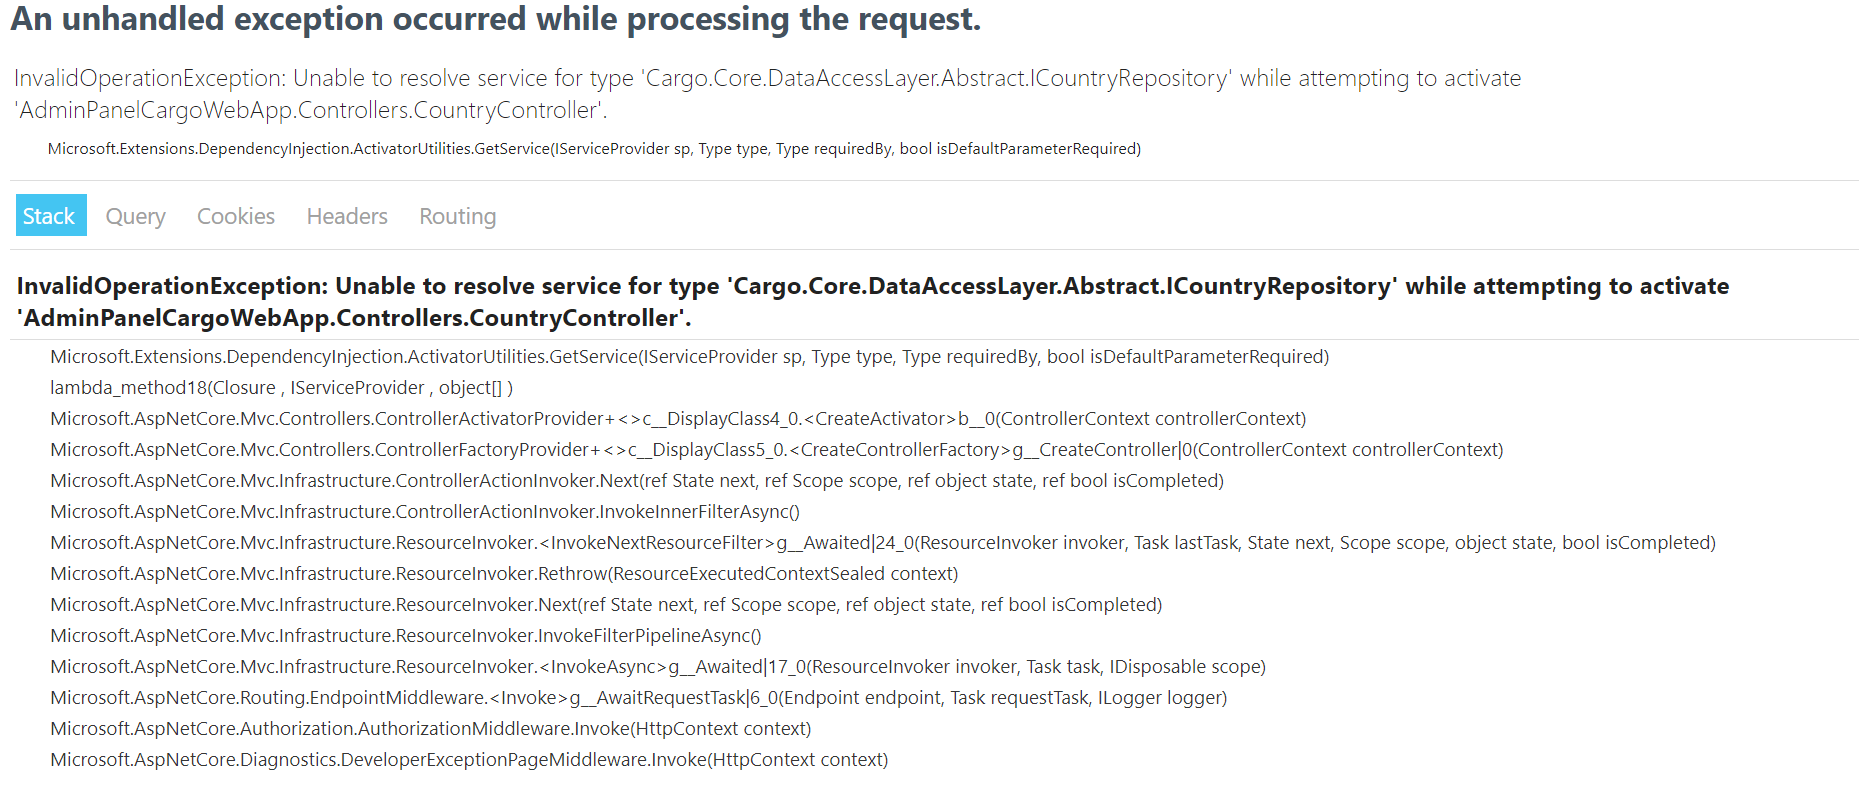 An unhandled exception occurred while processing the request.
InvalidOperationException: Unable to resolve service for type 'Cargo.Core.DataAccessLayer.Abstract.ICountryRepository' while attempting to activate
'AdminPanelCargoWebApp.Controllers.CountryController'.
Microsoft.Extensions.DependencyInjection.ActivatorUtilities.GetService(IServiceProvider sp, Type type, Type requiredBy, bool isDefaultParameterRequired)
Stack Query Cookies Headers Routing
InvalidOperationException: Unable to resolve service for type 'Cargo.Core.DataAccessLayer.Abstract.ICountryRepository' while attempting to activate
'AdminPanelCargoWebApp.Controllers.CountryController'.
Microsoft.Extensions.DependencyInjection.ActivatorUtilities.GetService(IServiceProvider sp, Type type, Type requiredBy, bool isDefaultParameterRequired)
lambda_method18(Closure , IServiceProvider , object[] )
Microsoft.AspNetCore.Mvc.Controllers.ControllerActivatorProvider+<>c__DisplayClass4_0.<CreateActivator>b__0(ControllerContext controllerContext)
Microsoft.AspNetCore.Mvc.Controllers.ControllerFactoryProvider+<>c__DisplayClass5_0.<CreateControllerFactory>g__CreateController|0(ControllerContext controllerContext)
Microsoft.AspNetCore.Mvc.Infrastructure.ControllerActionInvoker.Next(ref State next, ref Scope scope, ref object state, ref bool isCompleted)
Microsoft.AspNetCore.Mvc.Infrastructure.ControllerActionInvoker.InvokeInnerFilterAsync()
Microsoft.AspNetCore.Mvc.Infrastructure.ResourceInvoker.<InvokeNextResourceFilter>g__Awaited|24_0(ResourceInvoker invoker, Task lastTask, State next, Scope scope, object state, bool isCompleted)
Microsoft.AspNetCore.Mvc.Infrastructure.ResourceInvoker.Rethrow(ResourceExecutedContextSealed context)
Microsoft.AspNetCore.Mvc.Infrastructure.ResourceInvoker.Next(ref State next, ref Scope scope, ref object state, ref bool isCompleted)
Microsoft.AspNetCore.Mvc.Infrastructure.ResourceInvoker.InvokeFilterPipelineAsync()
Microsoft.AspNetCore.Mvc.Infrastructure.ResourceInvoker.<InvokeAsync>g__Awaited|17_0(ResourceInvoker invoker, Task task, IDisposable scope)
Microsoft.AspNetCore.Routing.EndpointMiddleware.<Invoke>g__AwaitRequestTask|6_0(Endpoint endpoint, Task requestTask, ILogger logger)
Microsoft.AspNetCore.Authorization.AuthorizationMiddleware.Invoke(HttpContext context)
Microsoft.AspNetCore.Diagnostics.DeveloperExceptionPageMiddleware.Invoke(HttpContext context)